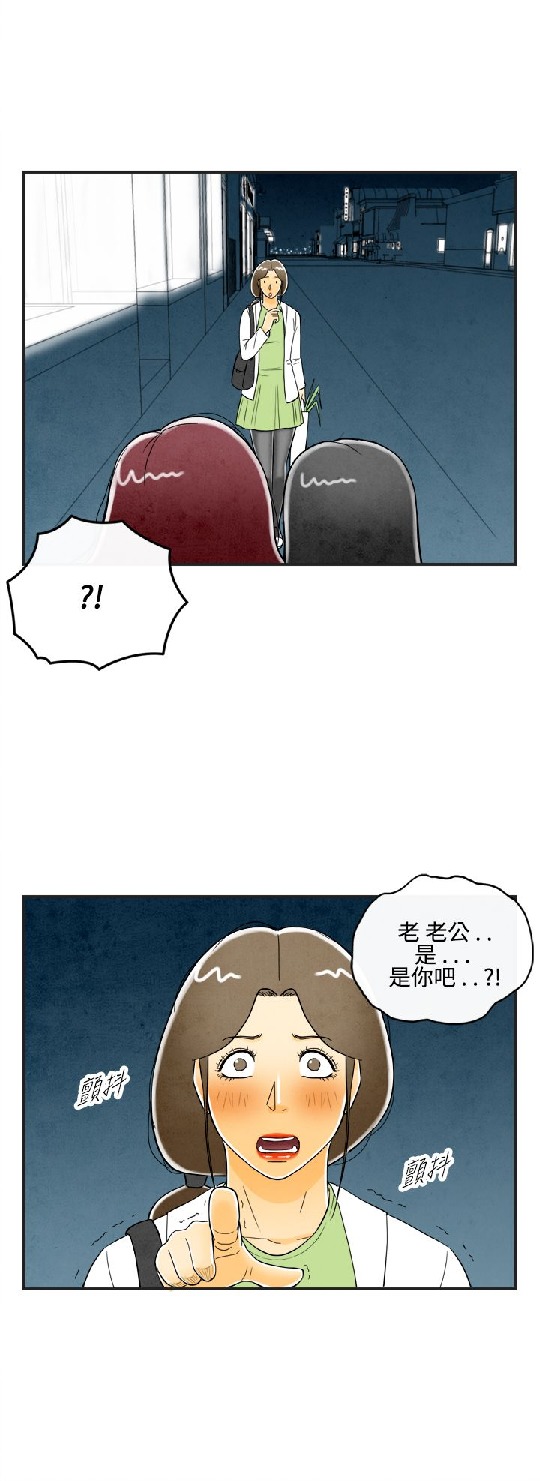 ?!
老 老公 . .
是 . . .
是你吧 . . ?!
顫抖
顫抖